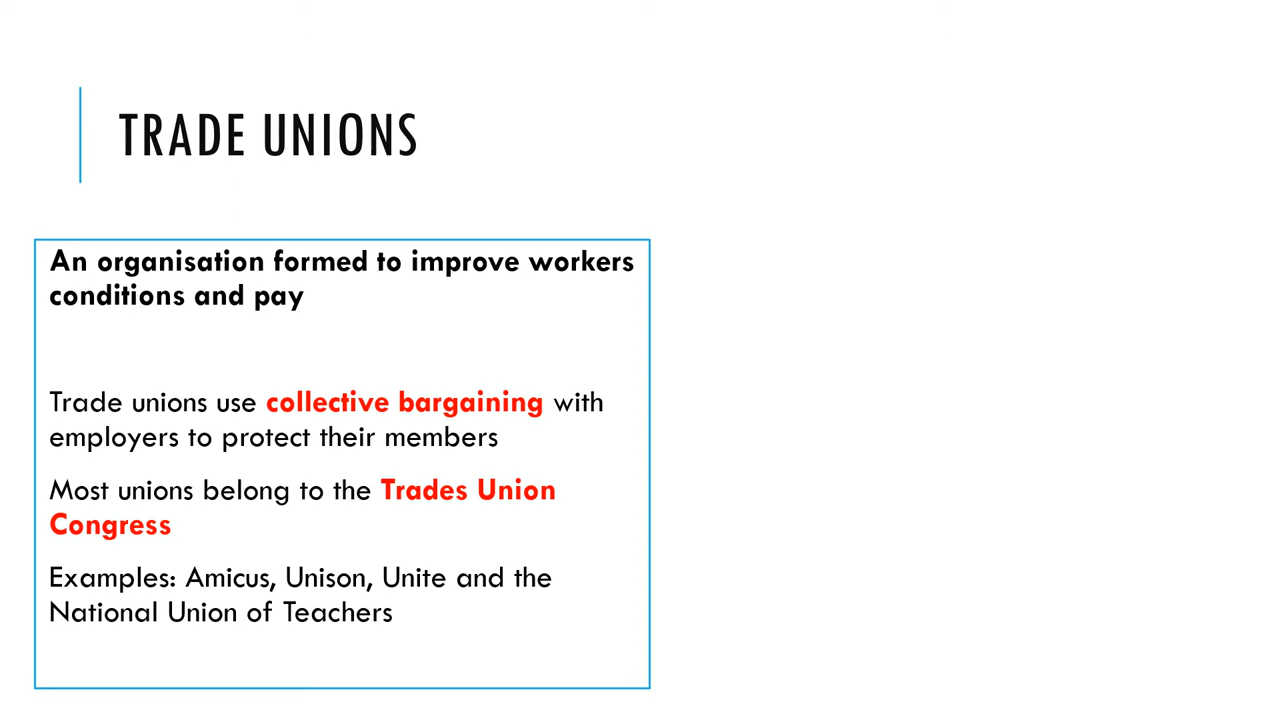 TRADE UNIONS
An organisation formed to improve workers
conditions and pay
Trade unions use collective bargaining with
employers to protect their members
Most unions belong to the Trades Union
Congress
Examples: Amicus, Unison, Unite and the
National Union of Teachers